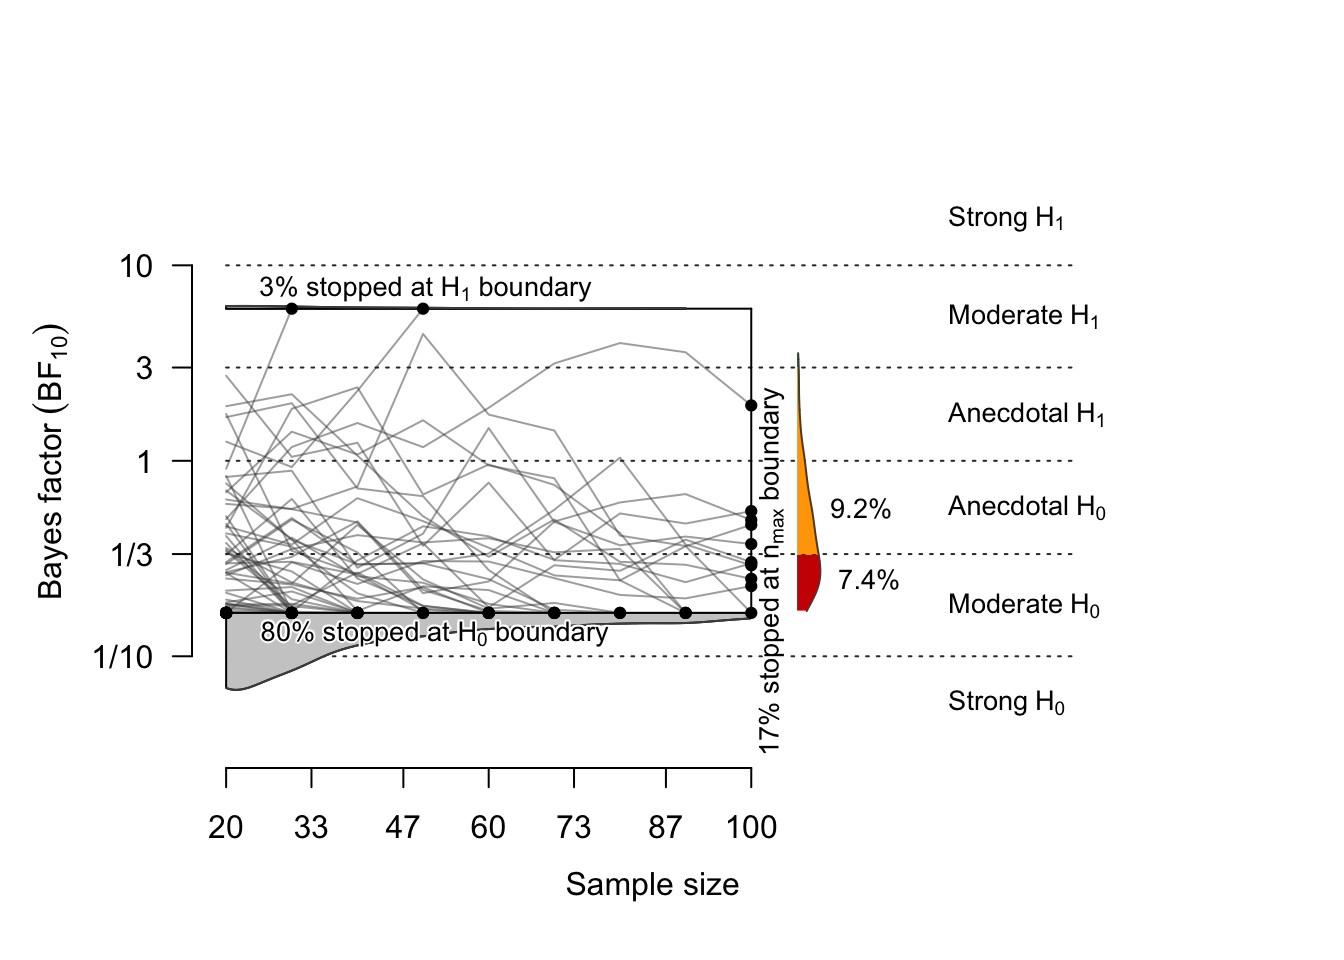 Strong H1
10
3% stopped at H1 boundary
Moderate H1
3
Anecdotal H1
1
Anecdotal H0
9.2%
1/3
7.4%
Moderate H0
80% stopped at H0 boundary
1/10
Strong H0
Bayes factor (BF10)
17% stopped at nmax boundary
20 33 47 60 73 87 100
Sample size